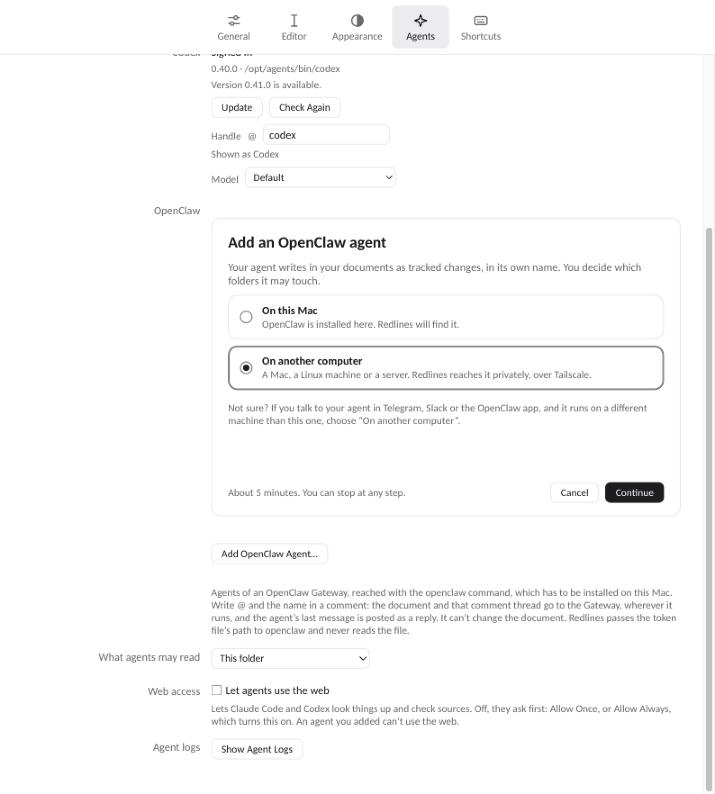 General
Editor
Appearance
Agents
Shortcuts
Codex
Signed in
0.40.0 · /opt/agents/bin/codex
Version 0.41.0 is available.
Update
Check Again
Handle @ codex
Shown as Codex
Model Default
OpenClaw
Add an OpenClaw agent
Your agent writes in your documents as tracked changes, in its own name. You decide which
folders it may touch.
On this Mac
OpenClaw is installed here. Redlines will find it.
On another computer
A Mac, a Linux machine or a server. Redlines reaches it privately, over Tailscale.
Not sure? If you talk to your agent in Telegram, Slack or the OpenClaw app, and it runs on a different
machine than this one, choose “On another computer”.
About 5 minutes. You can stop at any step.
Cancel
Continue
Add OpenClaw Agent...
Agents of an OpenClaw Gateway, reached with the openclaw command, which has to be installed on this Mac.
Write @ and the name in a comment: the document and that comment thread go to the Gateway, wherever it
runs, and the agent’s last message is posted as a reply. It can’t change the document. Redlines passes the token
file’s path to openclaw and never reads the file.
What agents may read
This folder
Web access
Let agents use the web
Lets Claude Code and Codex look things up and check sources. Off, they ask first: Allow Once, or Allow Always,
which turns this on. An agent you added can’t use the web.
Agent logs
Show Agent Logs